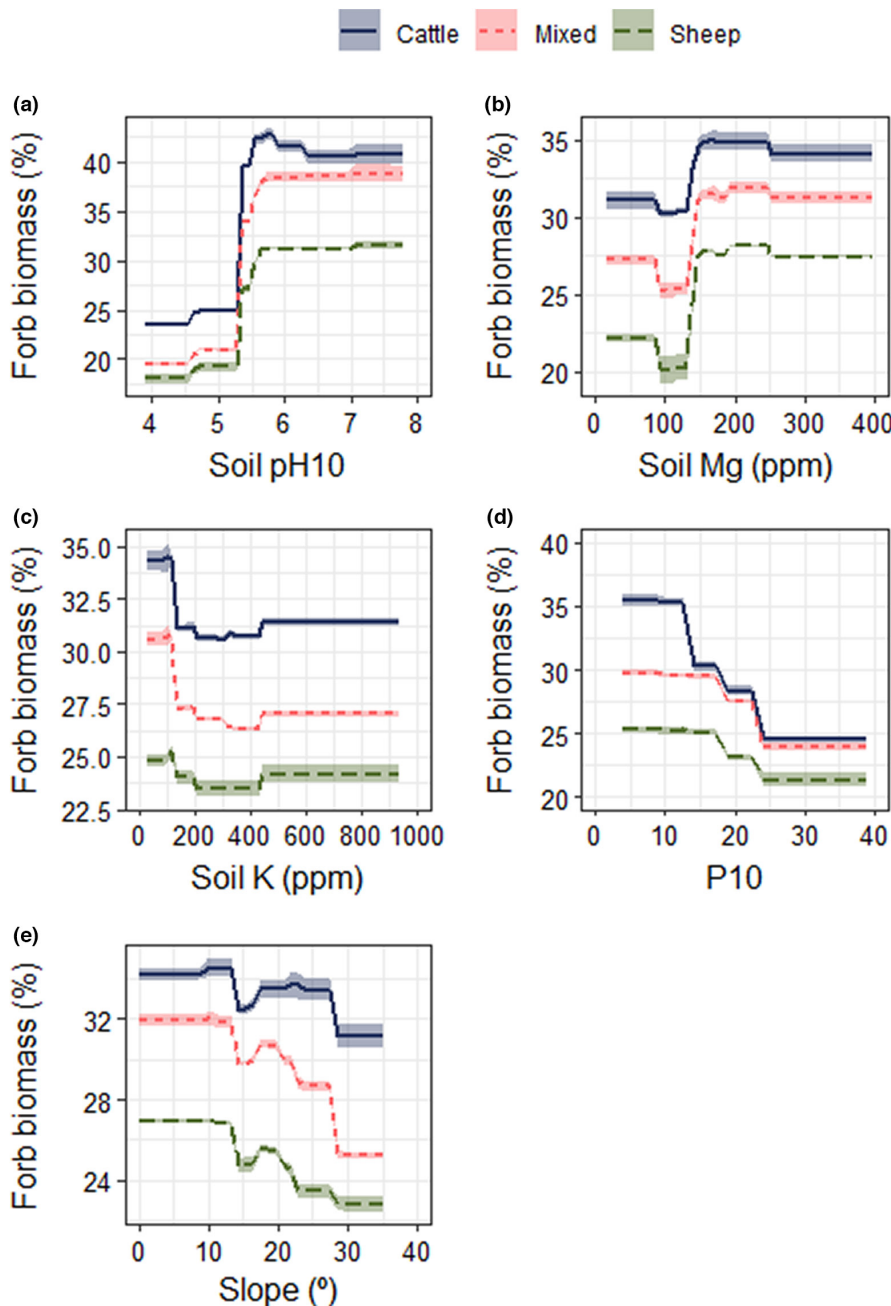 Cattle Mixed Sheep
(a) (b)
Forb biomass (%)
40
35
30
25
20
4 5 6 7 8
Soil pH10
Forb biomass (%)
35
30
25
20
0 100 200 300 400
Soil Mg (ppm)
(c) (d)
Forb biomass (%)
35.0
32.5
30.0
27.5
25.0
22.5
0 200 400 600 800 1000
Soil K (ppm)
Forb biomass (%)
40
35
30
25
20
0 10 20 30 40
P10
(e)
Forb biomass (%)
32
28
24
0 10 20 30 40
Slope (º)